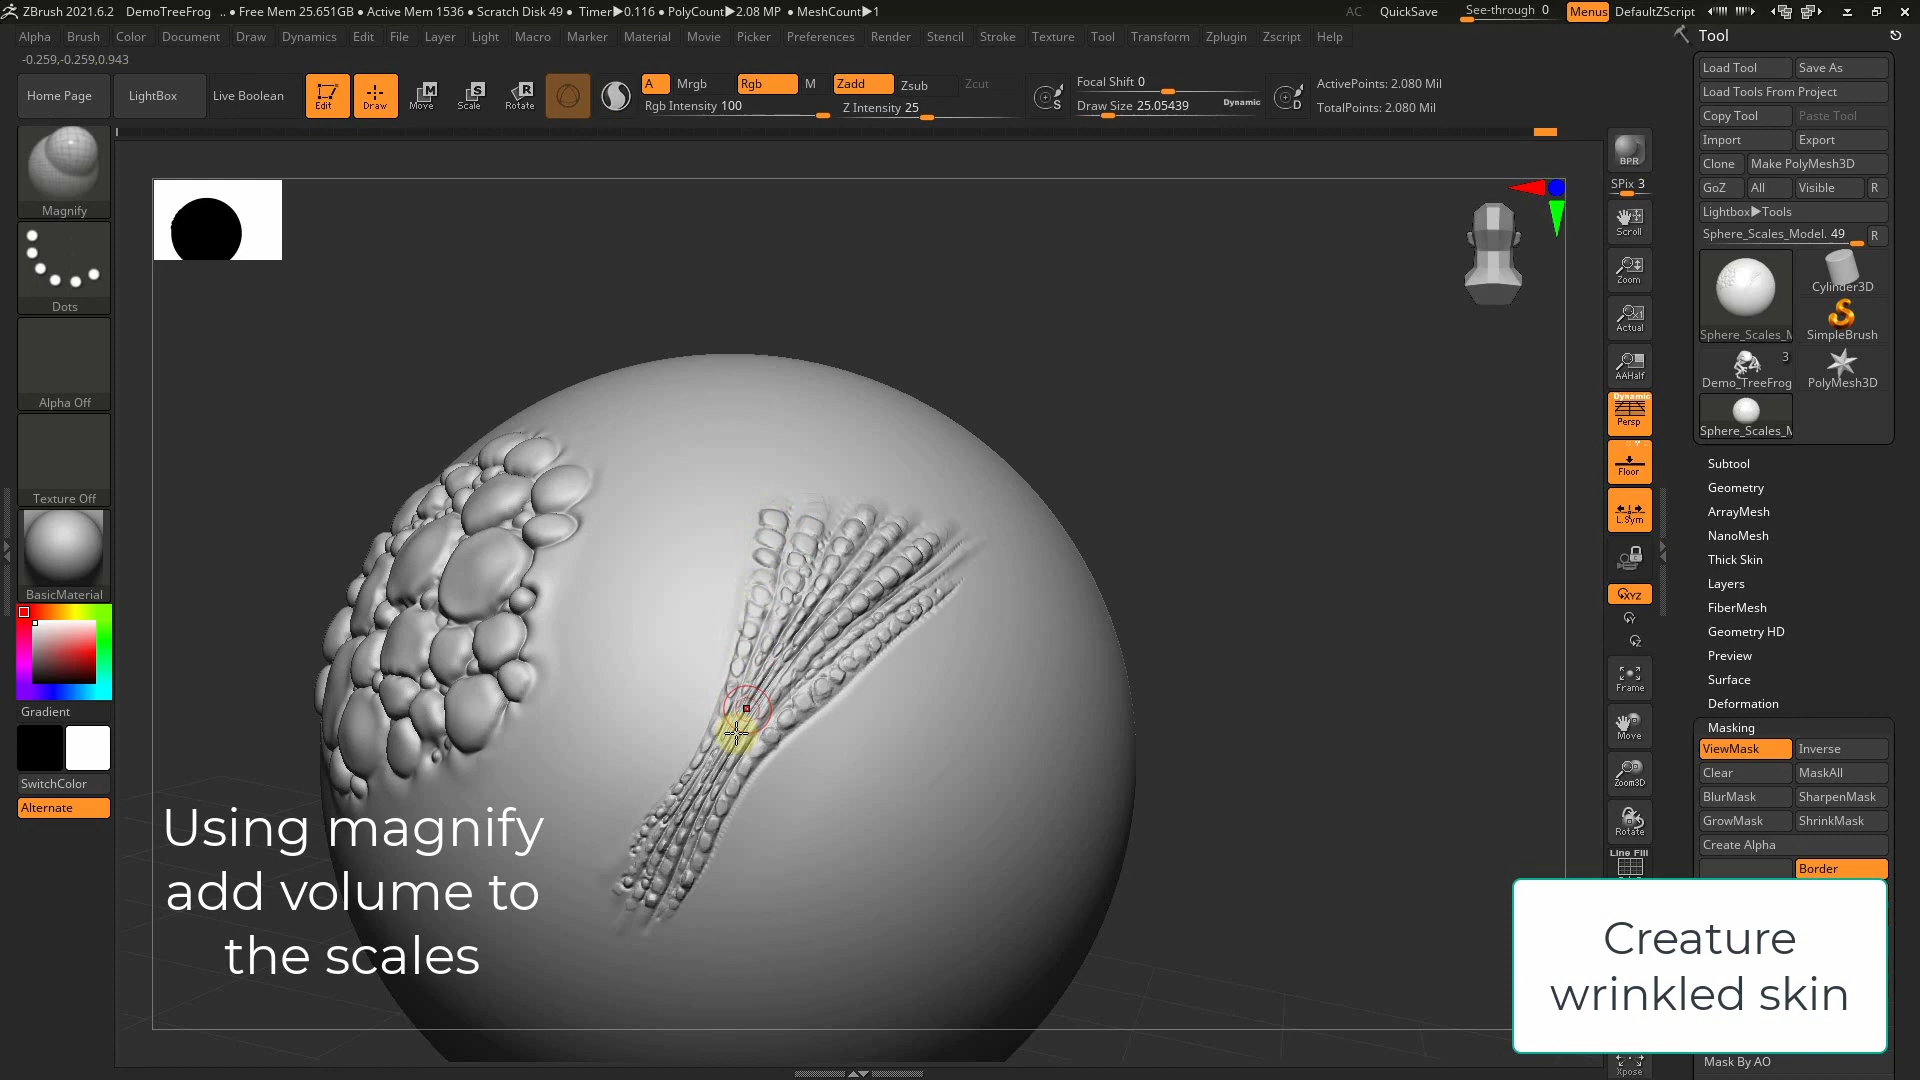 ZBrush 2021.6.2 DemoTreeFrog .. ● Free Mem 25.651GB ● Active Mem 1536 ● Scratch Disk 49 ● Timer▶0.116 ● PolyCount▶2.08 MP ● MeshCount▶1 AC QuickSave See-through 0 Menus DefaultZScript
Alpha Brush Color Document Draw Dynamics Edit File Layer Light Macro Marker Material Movie Picker Preferences Render Stencil Stroke Texture Tool Transform Zplugin Zscript Help
Tool
-0.259,-0.259,0.943
Home Page LightBox Live Boolean Edit Draw Move Scale Rotate
A Mrgb Rgb M Zadd Zsub Zcut
Rgb Intensity 100 Z Intensity 25
S Focal Shift 0
Draw Size 25.05439 Dynamic D
ActivePoints: 2.080 Mil
TotalPoints: 2.080 Mil
Magnify
Dots
Alpha Off
Texture Off
BasicMaterial
Gradient
SwitchColor
Alternate
Using magnify
add volume to
the scales
BPR
SPix 3
Scroll
Zoom
Actual
AAHalf
Dynamic
Persp
Floor
L.Sym
XYZ
Y
Z
Frame
Move
Zoom3D
Rotate
Line Fill
Xpose
Load Tool Save As
Load Tools From Project
Copy Tool Paste Tool
Import Export
Clone Make PolyMesh3D
GoZ All Visible R
Lightbox▶Tools
Sphere_Scales_Model. 49 R
Cylinder3D
Sphere_Scales_M SimpleBrush
3
Demo_TreeFrog PolyMesh3D
Sphere_Scales_M
Subtool
Geometry
ArrayMesh
NanoMesh
Thick Skin
Layers
FiberMesh
Geometry HD
Preview
Surface
Deformation
Masking
ViewMask Inverse
Clear MaskAll
BlurMask SharpenMask
GrowMask ShrinkMask
Create Alpha
Border
Creature
wrinkled skin
Mask By AO